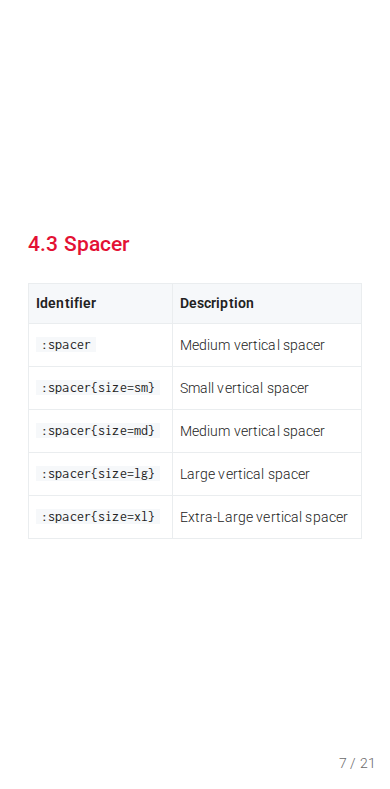 4.3 Spacer
Identifier Description
:spacer Medium vertical spacer
:spacer{size=sm} Small vertical spacer
:spacer{size=md} Medium vertical spacer
:spacer{size=lg} Large vertical spacer
:spacer{size=xl} Extra-Large vertical spacer
7 / 21